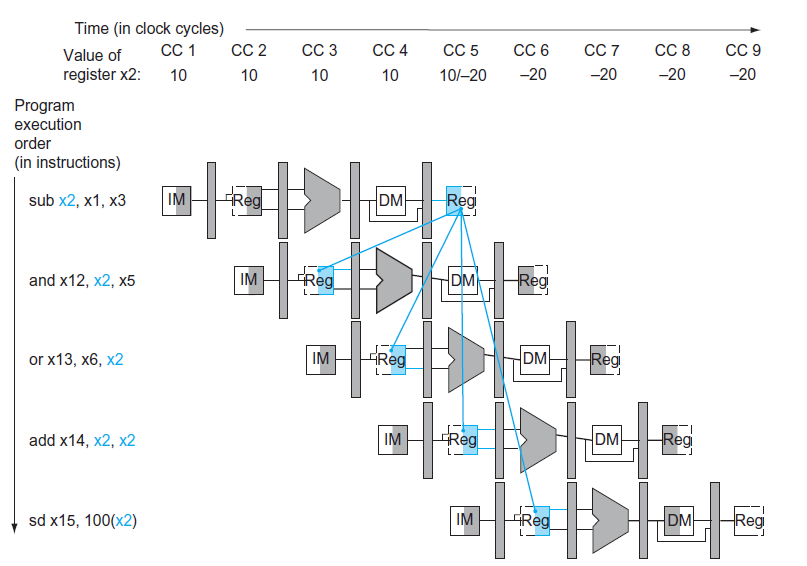 Time (in clock cycles)
CC 1 CC 2 CC 3 CC 4 CC 5 CC 6 CC 7 CC 8 CC 9
Value of
register x2: 10 10 10 10 10/–20 –20 –20 –20 –20
Program
execution
order
(in instructions)
sub x2, x1, x3 IM Reg DM Reg
and x12, x2, x5 IM Reg DM Reg
or x13, x6, x2 IM Reg DM Reg
add x14, x2, x2 IM Reg DM Reg
sd x15, 100(x2) IM Reg DM Reg